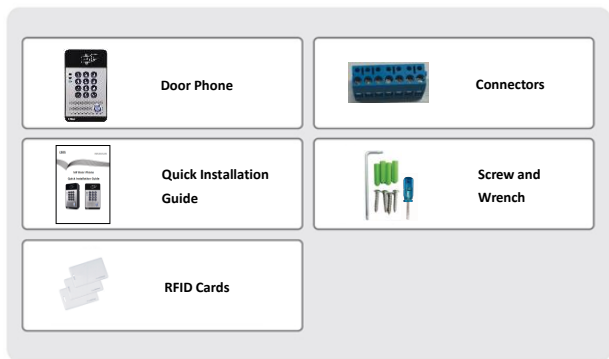 Door Phone
Connectors
Quick Installation
Guide
Screw and
Wrench
RFID Cards